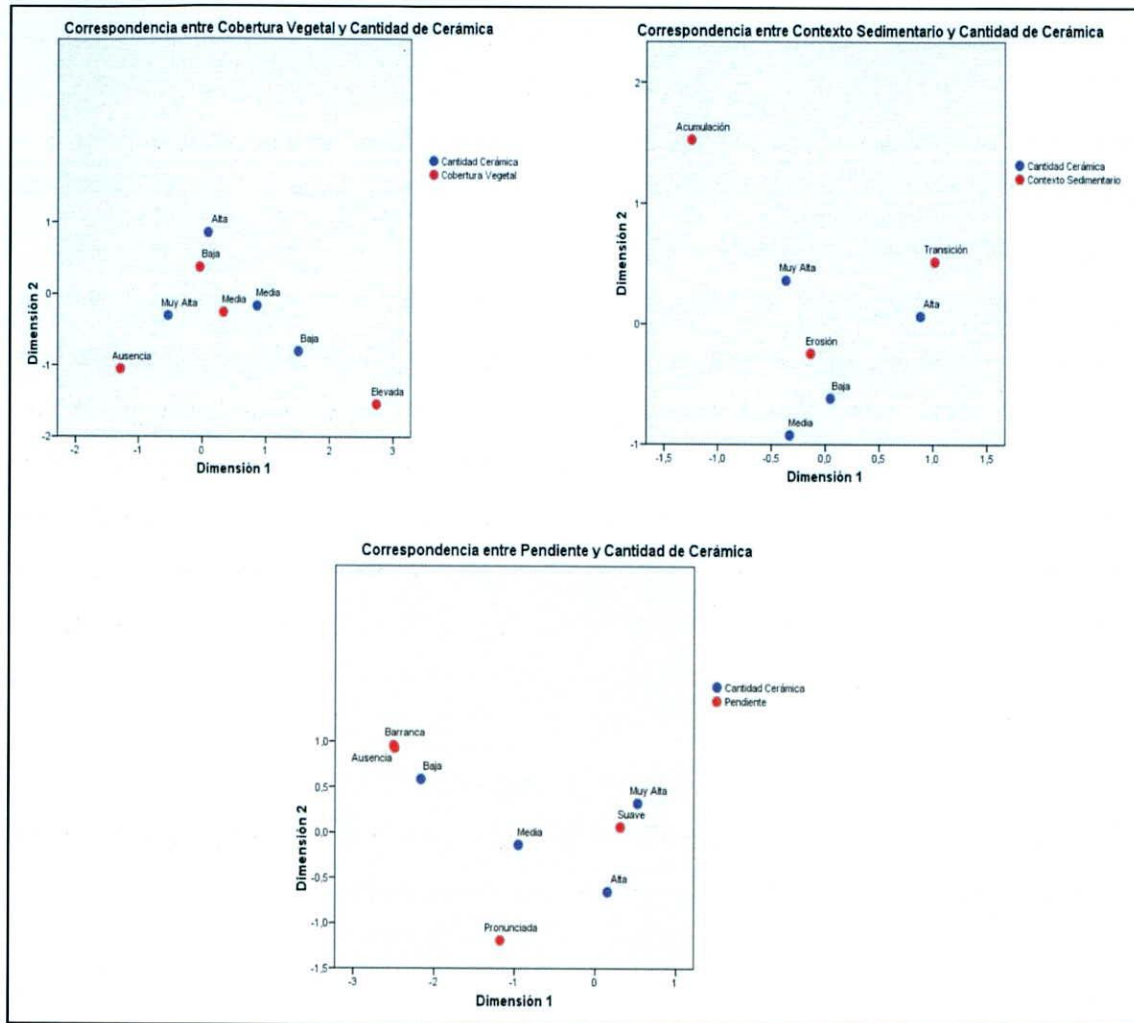 Correspondencia entre Cobertura Vegetal y Cantidad de Cerámica
Cantidad Cerámica
Cobertura Vegetal
1
0
-1
-2
Dimensión 2
Alta
Baja
Muy Alta
Media
Media
Baja
Ausencia
Elevada
-2
-1
0
1
2
3
Dimensión 1
Correspondencia entre Contexto Sedimentario y Cantidad de Cerámica
Cantidad Cerámica
Contexto Sedimentario
2
1
0
-1
Dimensión 2
Acumulación
Transición
Muy Alta
Alta
Erosión
Baja
Media
-1,5
-1,0
-0,5
0,0
0,5
1,0
1,5
Dimensión 1
Correspondencia entre Pendiente y Cantidad de Cerámica
Cantidad Cerámica
Pendiente
1,0
0,5
0,0
-0,5
-1,0
-1,5
Dimensión 2
Barranca
Ausencia
Baja
Muy Alta
Suave
Media
Alta
Pronunciada
-3
-2
-1
0
1
Dimensión 1